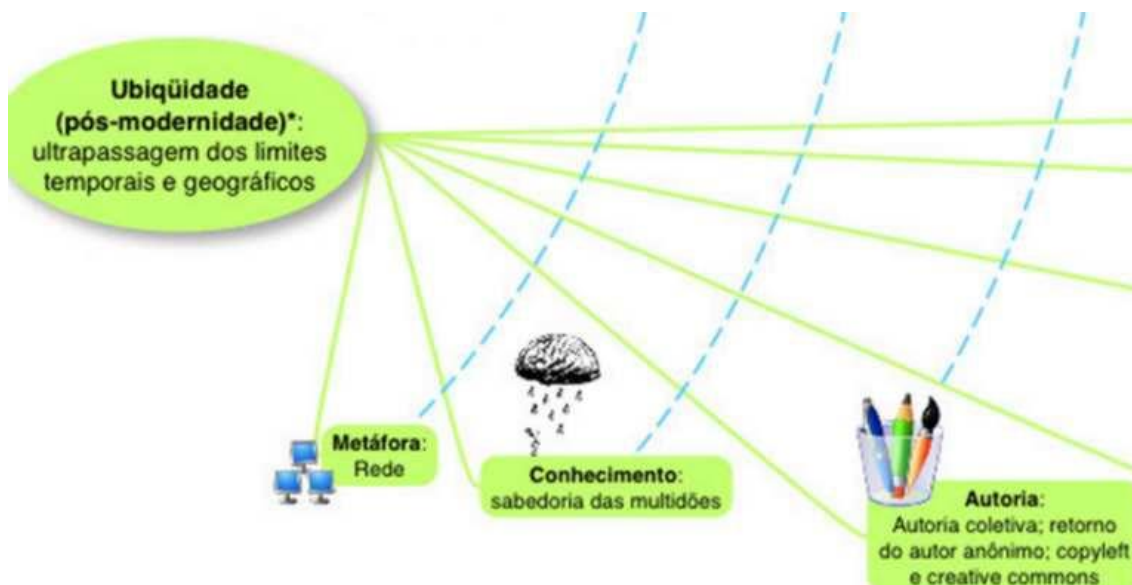 Ubiqüidade
(pós-modernidade)*:
ultrapassagem dos limites
temporais e geográficos
Metáfora:
Rede
Conhecimento:
sabedoria das multidões
Autoria:
Autoria coletiva; retorno
do autor anônimo; copyleft
e creative commons